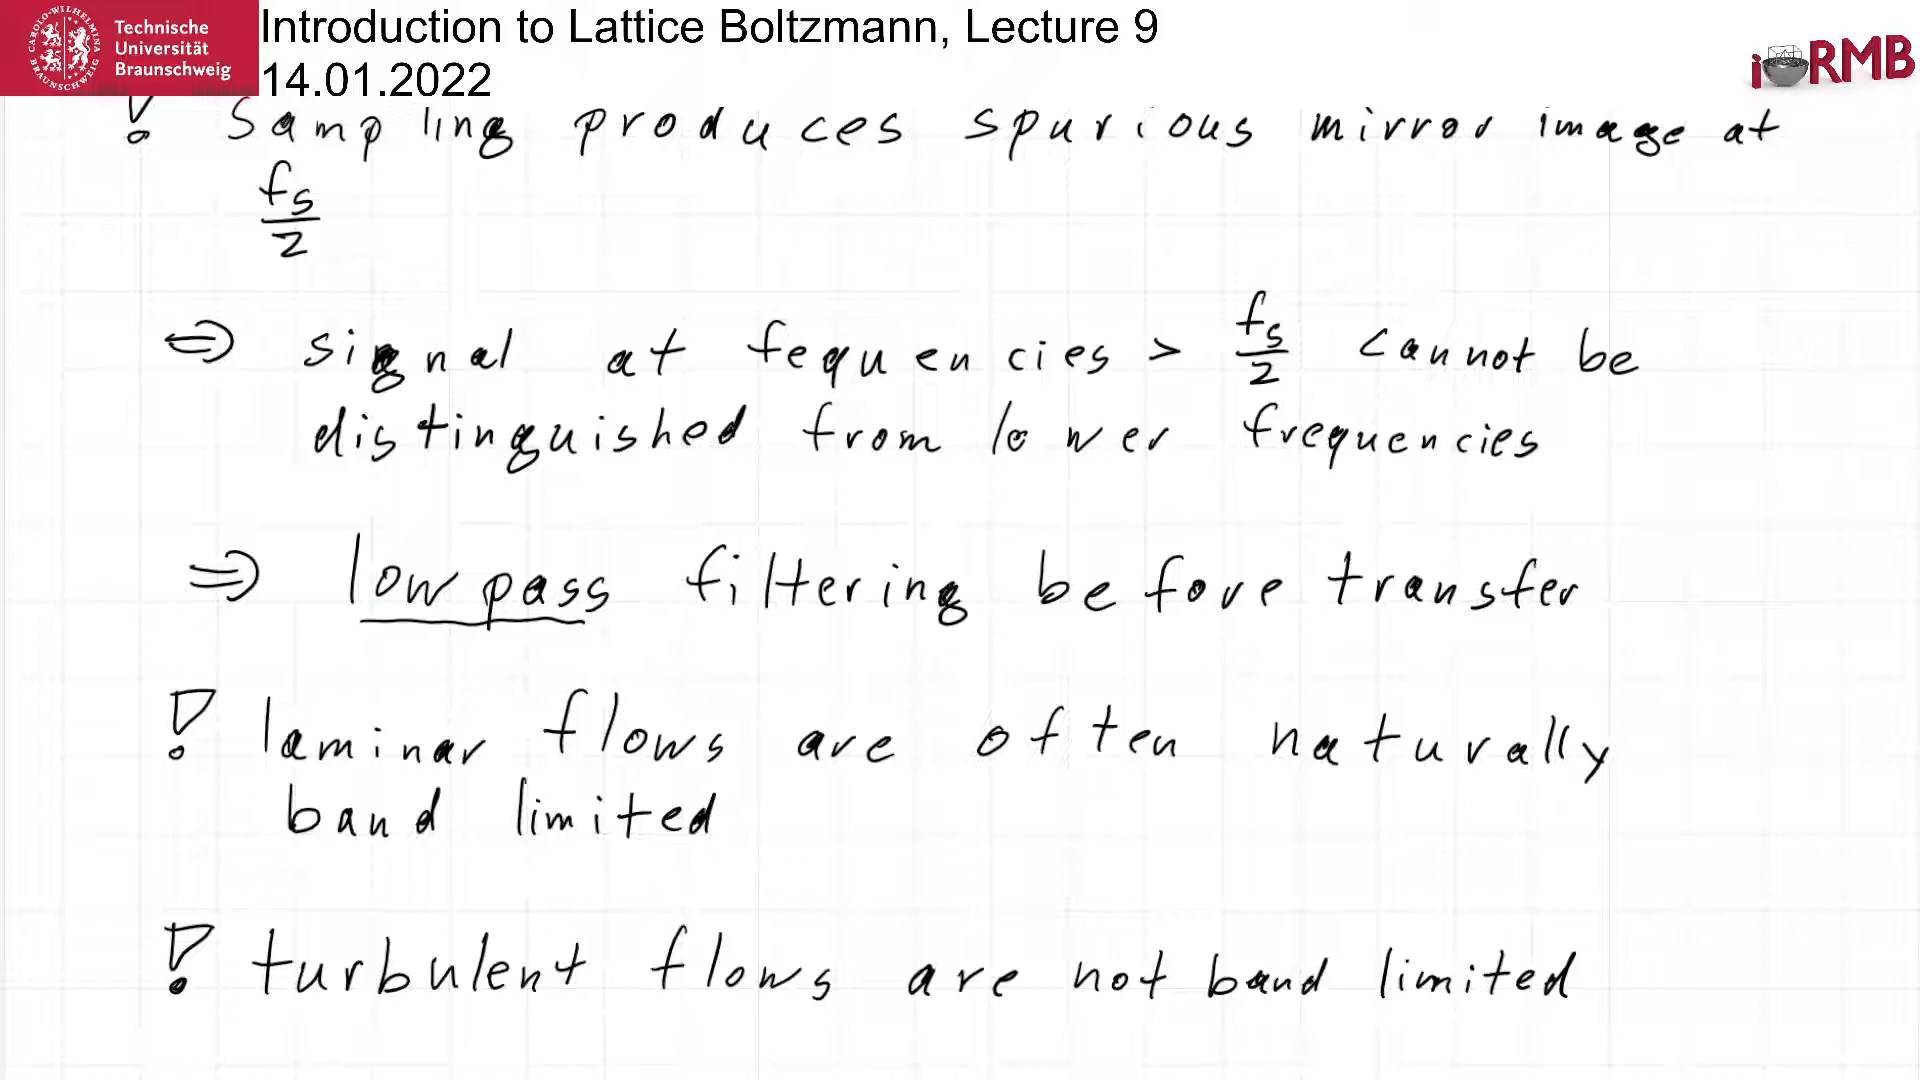 Technische
Universität
Braunschweig
Introduction to Lattice Boltzmann, Lecture 9
14.01.2022
iRMB
! Sampling produces spurious mirror image at
fs/2
⇒ signal at fequencies > fs/2 cannot be
distinguished from lower frequencies
⇒ low pass filtering before transfer
! laminar flows are often naturally
band limited
! turbulent flows are not band limited